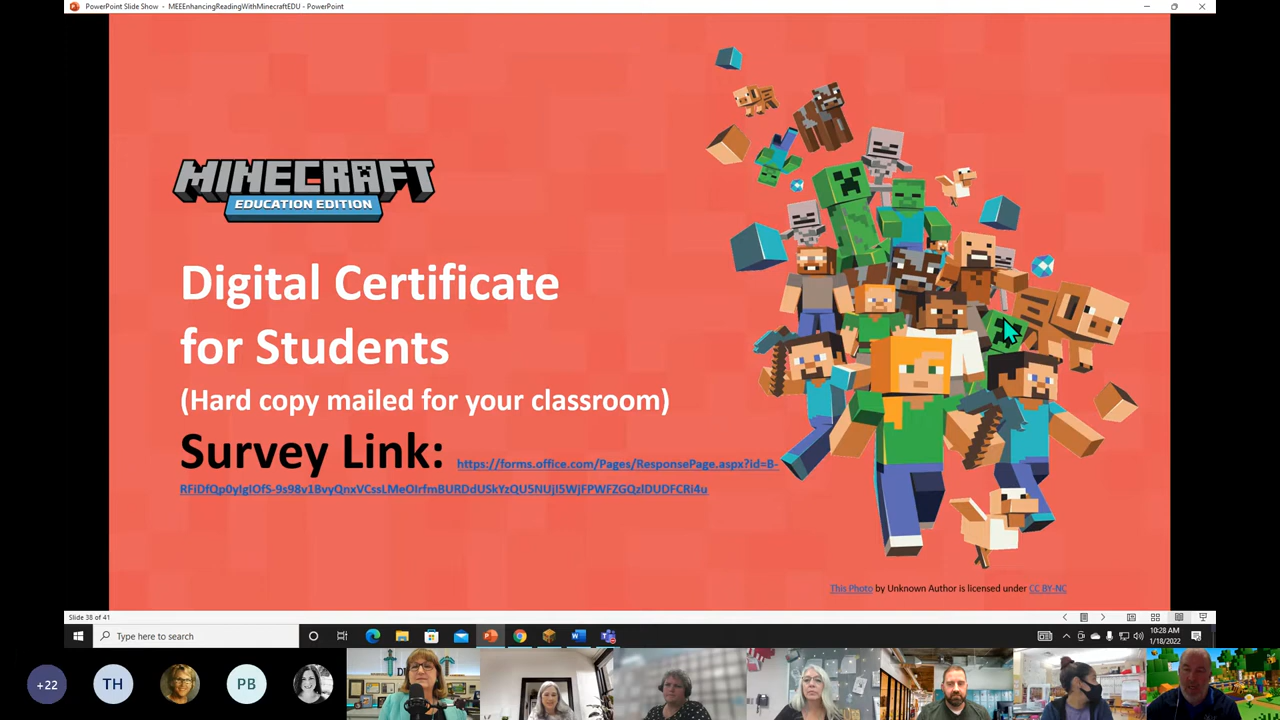 PowerPoint Slide Show - MEEEnhancingReadingWithMinecraftEDU - PowerPoint
MINECRAFT
EDUCATION EDITION
Digital Certificate
for Students
(Hard copy mailed for your classroom)
Survey Link: https://forms.office.com/Pages/ResponsePage.aspx?id=B-
This Photo by Unknown Author is licensed under CC BY-NC
Slide 38 of 41
Type here to search
10:28 AM
1/18/2022
+22
TH
PB